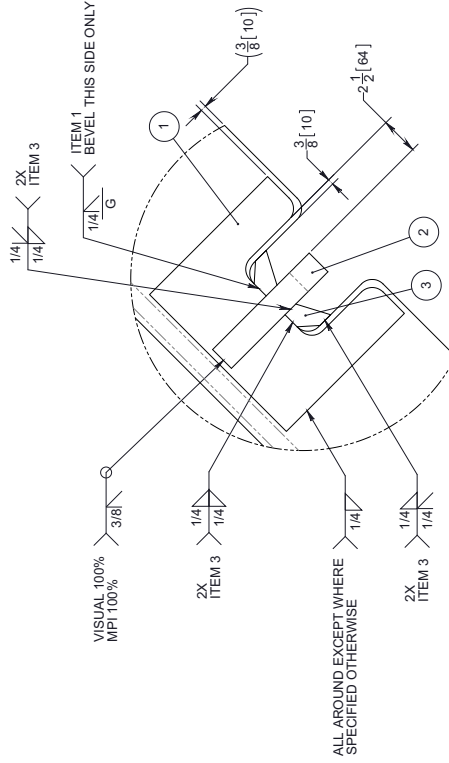 VISUAL 100%
MPI 100%
3/8
1/4
1/4
2X
ITEM 3
1/4
ALL AROUND EXCEPT WHERE
SPECIFIED OTHERWISE
1/4
1/4
2X
ITEM 3
1/4
1/4
2X
ITEM 3
1/4
G
ITEM 1
BEVEL THIS SIDE ONLY
1
2
3
(3/8 [10])
3/8 [10]
2 1/2 [64]